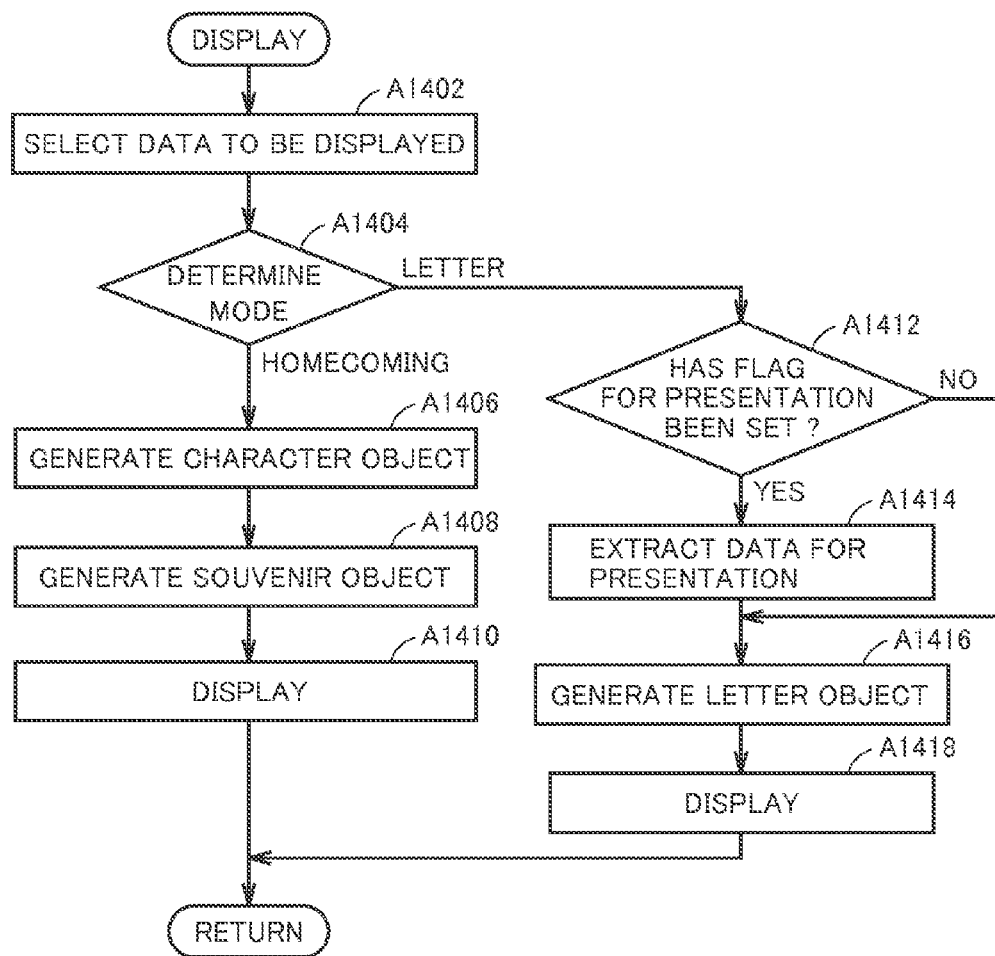 DISPLAY
A1402
SELECT DATA TO BE DISPLAYED
A1404
DETERMINE
MODE
LETTER
HOMECOMING
A1406
GENERATE CHARACTER OBJECT
A1408
GENERATE SOUVENIR OBJECT
A1410
DISPLAY
A1412
HAS FLAG
FOR PRESENTATION
BEEN SET ?
NO
YES
A1414
EXTRACT DATA FOR
PRESENTATION
A1416
GENERATE LETTER OBJECT
A1418
DISPLAY
RETURN